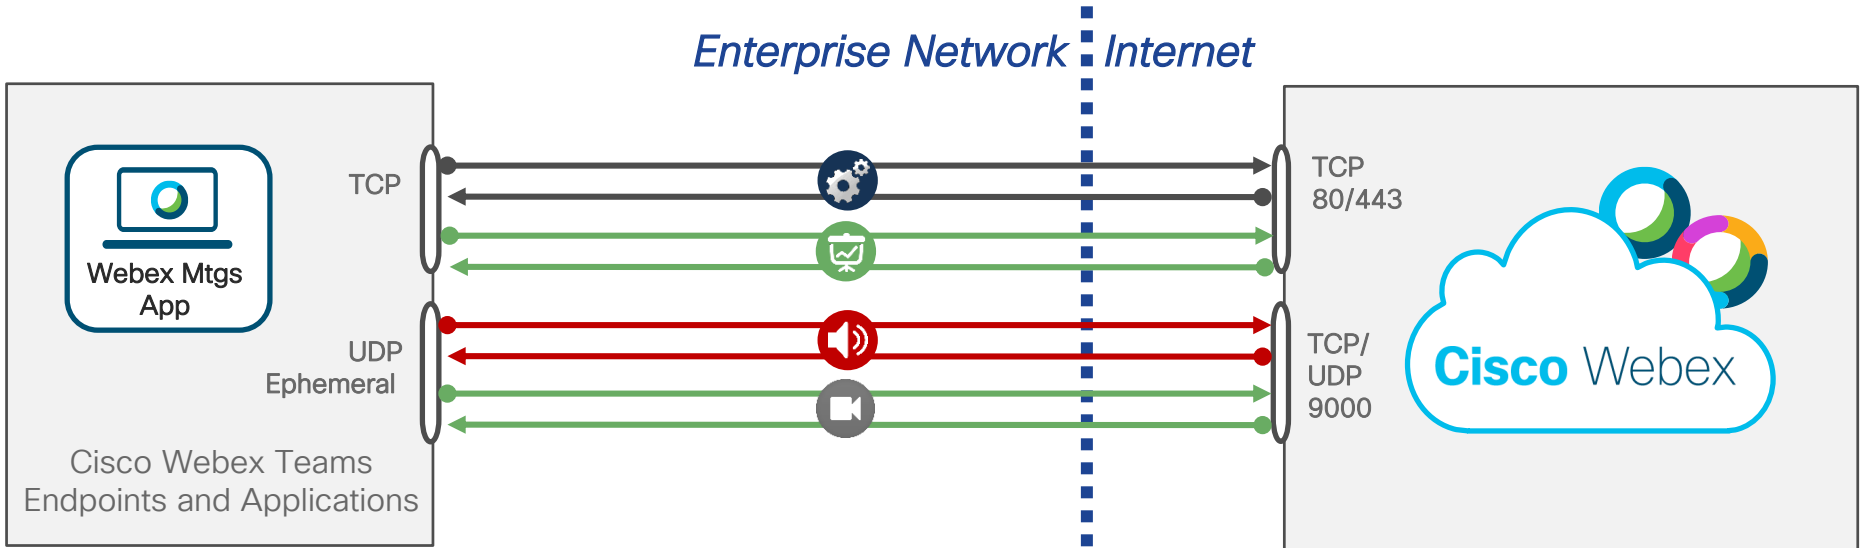 Enterprise Network
Internet
TCP
Webex Mtgs
App
UDP
Ephemeral
Cisco Webex Teams
Endpoints and Applications
TCP
80/443
TCP/
UDP
9000
Cisco Webex